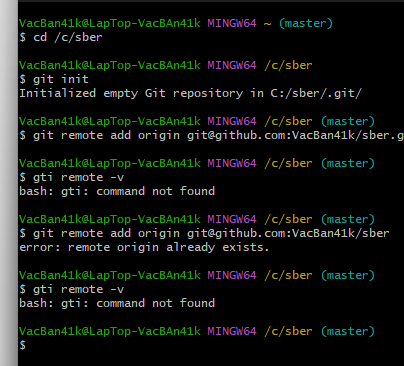 VacBan41k@LapTop-VacBAn41k MINGW64 ~ (master)
$ cd /c/sber
VacBan41k@LapTop-VacBAn41k MINGW64 /c/sber
$ git init
Initialized empty Git repository in C:/sber/.git/
VacBan41k@LapTop-VacBAn41k MINGW64 /c/sber (master)
$ git remote add origin git@github.com:VacBan41k/sber.g
VacBan41k@LapTop-VacBAn41k MINGW64 /c/sber (master)
$ gti remote -v
bash: gti: command not found
VacBan41k@LapTop-VacBAn41k MINGW64 /c/sber (master)
$ git remote add origin git@github.com:VacBan41k/sber
error: remote origin already exists.
VacBan41k@LapTop-VacBAn41k MINGW64 /c/sber (master)
$ gti remote -v
bash: gti: command not found
VacBan41k@LapTop-VacBAn41k MINGW64 /c/sber (master)
$